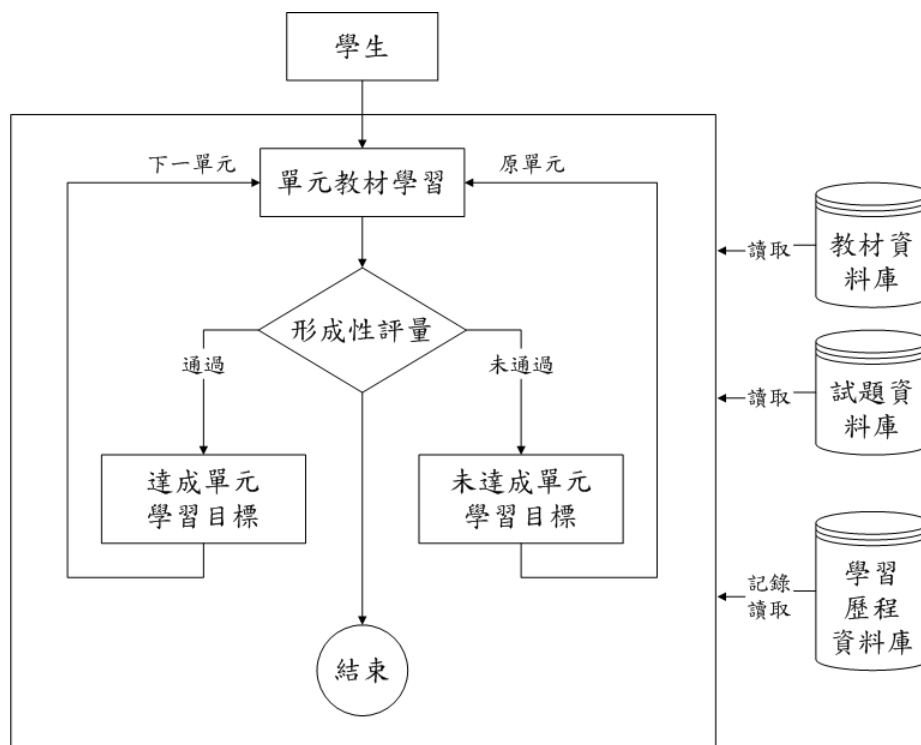 學生
下一單元
原單元
單元教材學習
教材資
料庫
讀取
形成性評量
通過
未通過
試題資
料庫
讀取
達成單元
學習目標
未達成單元
學習目標
學習
歷程
資料庫
記錄
讀取
結束